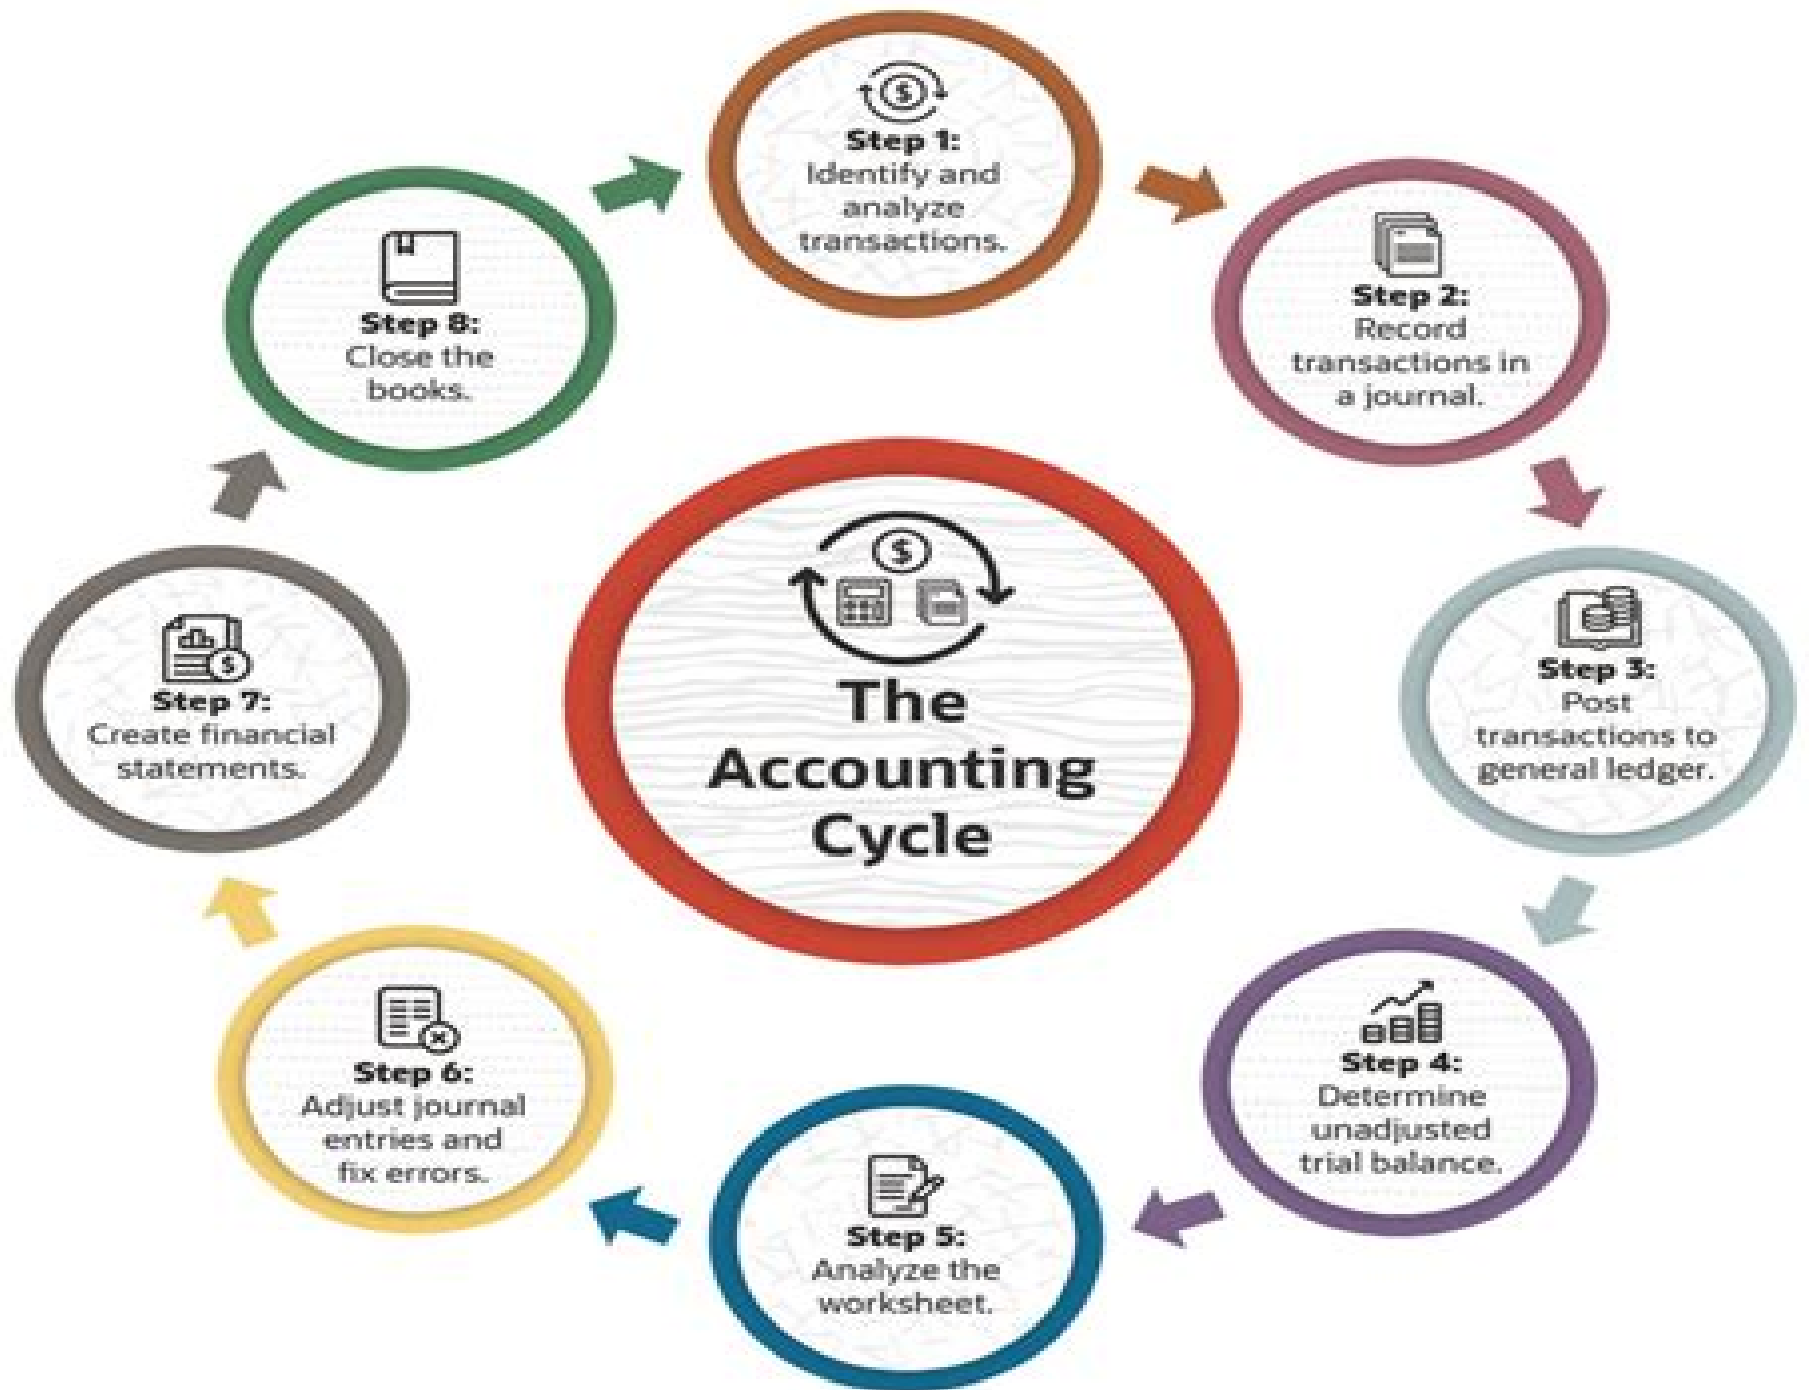 Step 1:
Identify and
analyze
transactions.
Step 2:
Record
transactions in
a journal.
Step 3:
Post
transactions to
general ledger.
Step 4:
Determine
unadjusted
trial balance.
Step 5:
Analyze the
worksheet.
Step 6:
Adjust journal
entries and
fix errors.
Step 7:
Create financial
statements.
Step 8:
Close the
books.
The
Accounting
Cycle